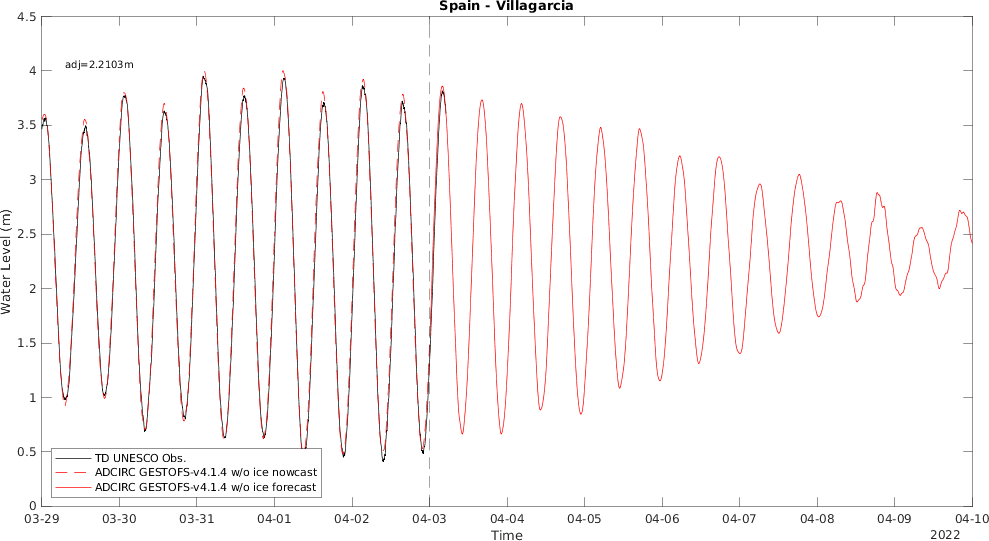 Spain - Villagarcia
adj=2.2103m
Water Level (m)
4.5
4
3.5
3
2.5
2
1.5
1
0.5
0
TD UNESCO Obs.
ADCIRC GESTOFS-v4.1.4 w/o ice nowcast
ADCIRC GESTOFS-v4.1.4 w/o ice forecast
03-29 03-30 03-31 04-01 04-02 04-03 04-04 04-05 04-06 04-07 04-08 04-09 04-10
Time
2022